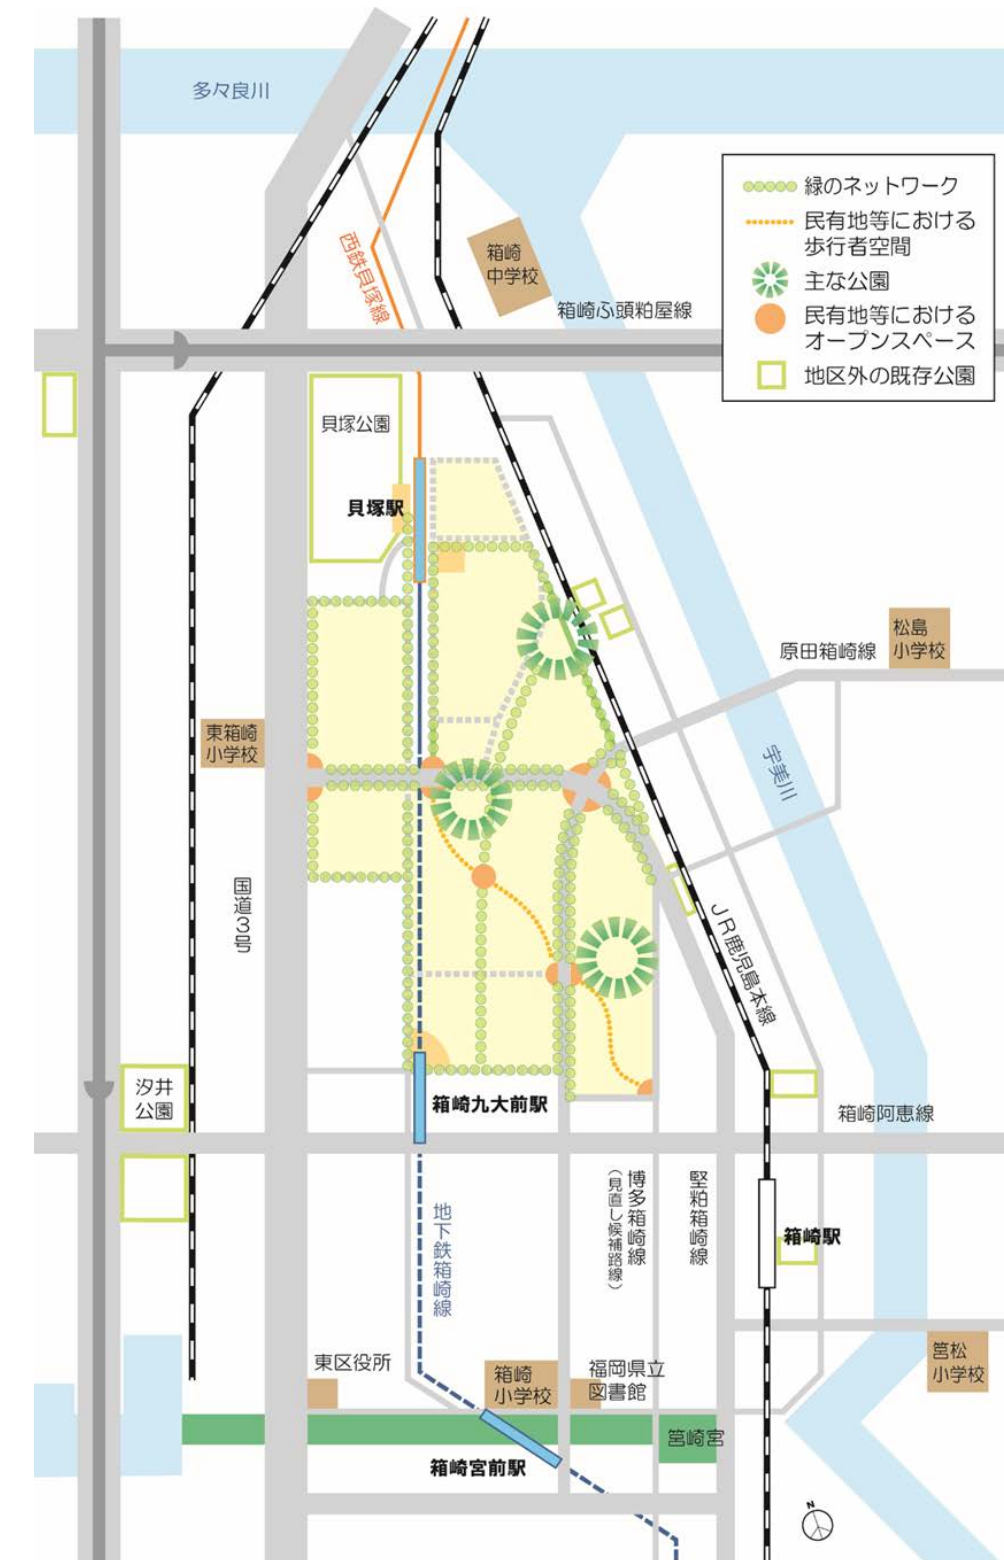 多々良川
緑のネットワーク
民有地等における
歩行者空間
主な公園
民有地等における
オープンスペース
地区外の既存公園
西鉄貝塚線
箱崎
中学校
箱崎ふ頭粕屋線
貝塚公園
貝塚駅
松島
小学校
原田箱崎線
東箱崎
小学校
宇美川
国道3号
JR鹿児島本線
汐井
公園
箱崎九大前駅
箱崎阿恵線
地下鉄箱崎線
博多箱崎線
(見直し候補路線)
堅粕箱崎線
箱崎駅
東区役所
箱崎
小学校
福岡県立
図書館
筥松
小学校
筥崎宮
箱崎宮前駅
N